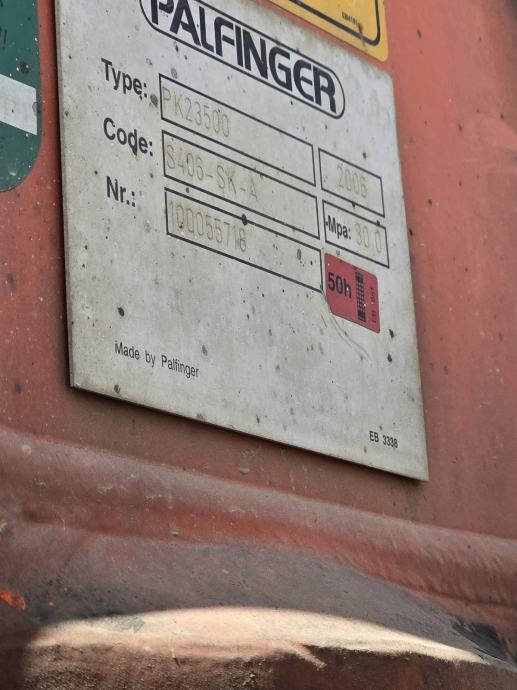 PALFINGER
Type: PK23500 2006
Code: S406-SK-A Mpa: 30.0
Nr.: 100055718
50h
Made by Palfinger
EB 3338